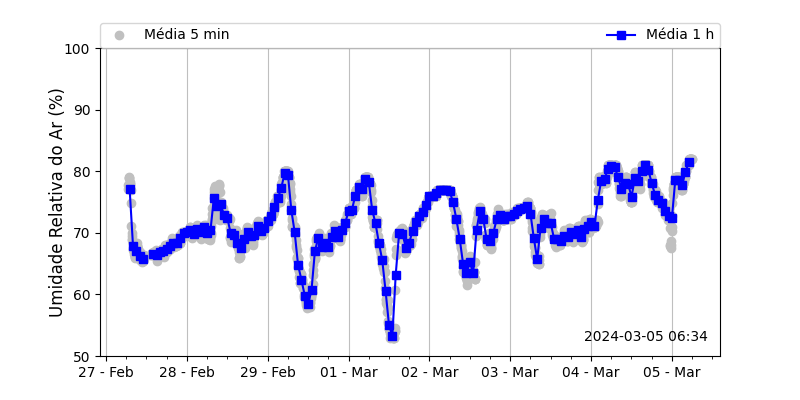 Média 5 min
Média 1 h
Umidade Relativa do Ar (%)
100
90
80
70
60
50
2024-03-05 06:34
27 - Feb
28 - Feb
29 - Feb
01 - Mar
02 - Mar
03 - Mar
04 - Mar
05 - Mar